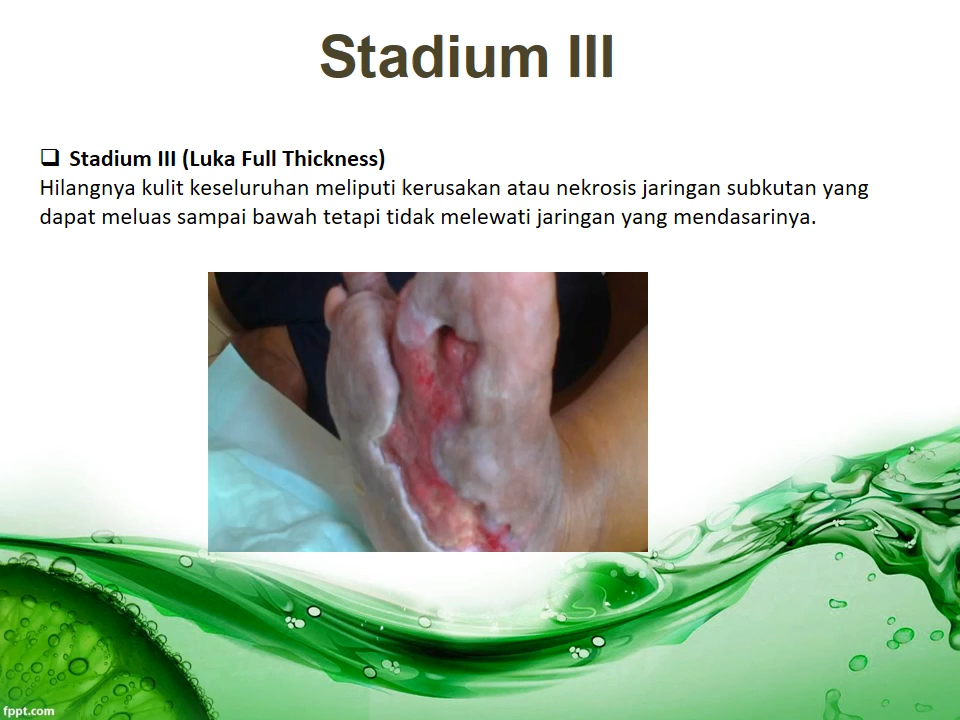 Stadium III
❑ Stadium III (Luka Full Thickness)
Hilangnya kulit keseluruhan meliputi kerusakan atau nekrosis jaringan subkutan yang
dapat meluas sampai bawah tetapi tidak melewati jaringan yang mendasarinya.
fppt.com